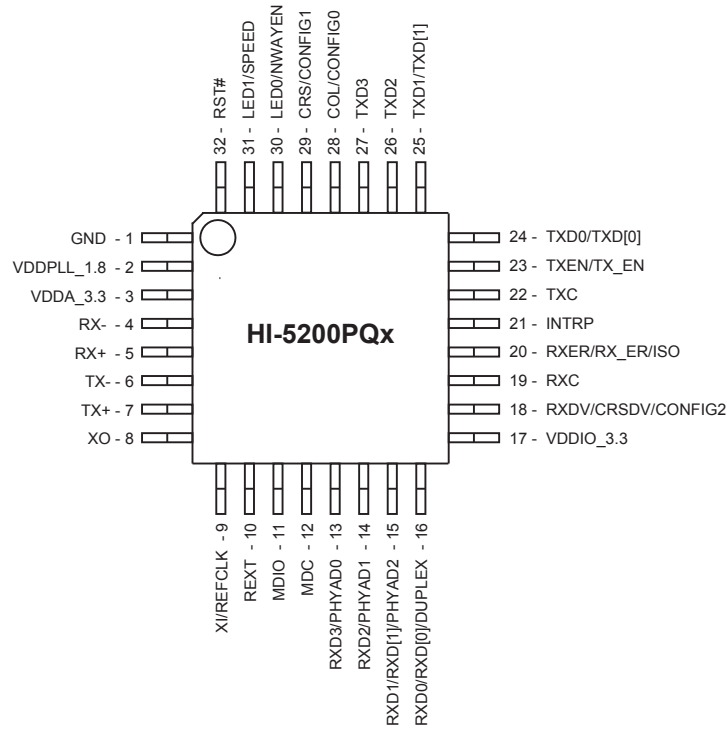 32 - RST#
31 - LED1/SPEED
30 - LED0/NWAYEN
29 - CRS/CONFIG1
28 - COL/CONFIG0
27 - TXD3
26 - TXD2
25 - TXD1/TXD[1]
GND - 1
VDDPLL_1.8 - 2
VDDA_3.3 - 3
RX- - 4
RX+ - 5
TX- - 6
TX+ - 7
XO - 8
HI-5200PQx
24 - TXD0/TXD[0]
23 - TXEN/TX_EN
22 - TXC
21 - INTRP
20 - RXER/RX_ER/ISO
19 - RXC
18 - RXDV/CRSDV/CONFIG2
17 - VDDIO_3.3
XI/REFCLK - 9
REXT - 10
MDIO - 11
MDC - 12
RXD3/PHYAD0 - 13
RXD2/PHYAD1 - 14
RXD1/RXD[1]/PHYAD2 - 15
RXD0/RXD[0]/DUPLEX - 16